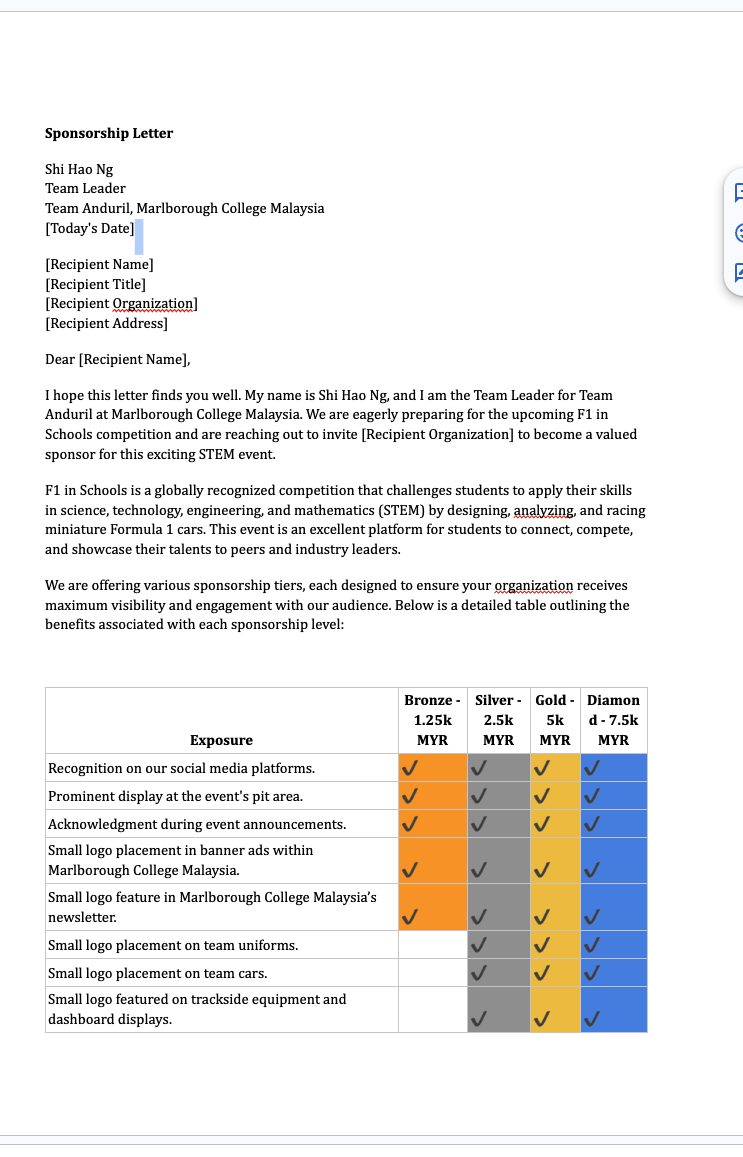 Sponsorship Letter
Shi Hao Ng
Team Leader
Team Anduril, Marlborough College Malaysia
[Today's Date]
[Recipient Name]
[Recipient Title]
[Recipient Organization]
[Recipient Address]
Dear [Recipient Name],
I hope this letter finds you well. My name is Shi Hao Ng, and I am the Team Leader for Team
Anduril at Marlborough College Malaysia. We are eagerly preparing for the upcoming F1 in
Schools competition and are reaching out to invite [Recipient Organization] to become a valued
sponsor for this exciting STEM event.
F1 in Schools is a globally recognized competition that challenges students to apply their skills
in science, technology, engineering, and mathematics (STEM) by designing, analyzing, and racing
miniature Formula 1 cars. This event is an excellent platform for students to connect, compete,
and showcase their talents to peers and industry leaders.
We are offering various sponsorship tiers, each designed to ensure your organization receives
maximum visibility and engagement with our audience. Below is a detailed table outlining the
benefits associated with each sponsorship level:
Bronze - Silver - Gold - Diamon
1.25k 2.5k 5k d - 7.5k
Exposure MYR MYR MYR MYR
Recognition on our social media platforms. ✓ ✓ ✓ ✓
Prominent display at the event's pit area. ✓ ✓ ✓ ✓
Acknowledgment during event announcements. ✓ ✓ ✓ ✓
Small logo placement in banner ads within
Marlborough College Malaysia. ✓ ✓ ✓ ✓
Small logo feature in Marlborough College Malaysia’s
newsletter. ✓ ✓ ✓ ✓
Small logo placement on team uniforms. ✓ ✓ ✓
Small logo placement on team cars. ✓ ✓ ✓
Small logo featured on trackside equipment and
dashboard displays. ✓ ✓ ✓